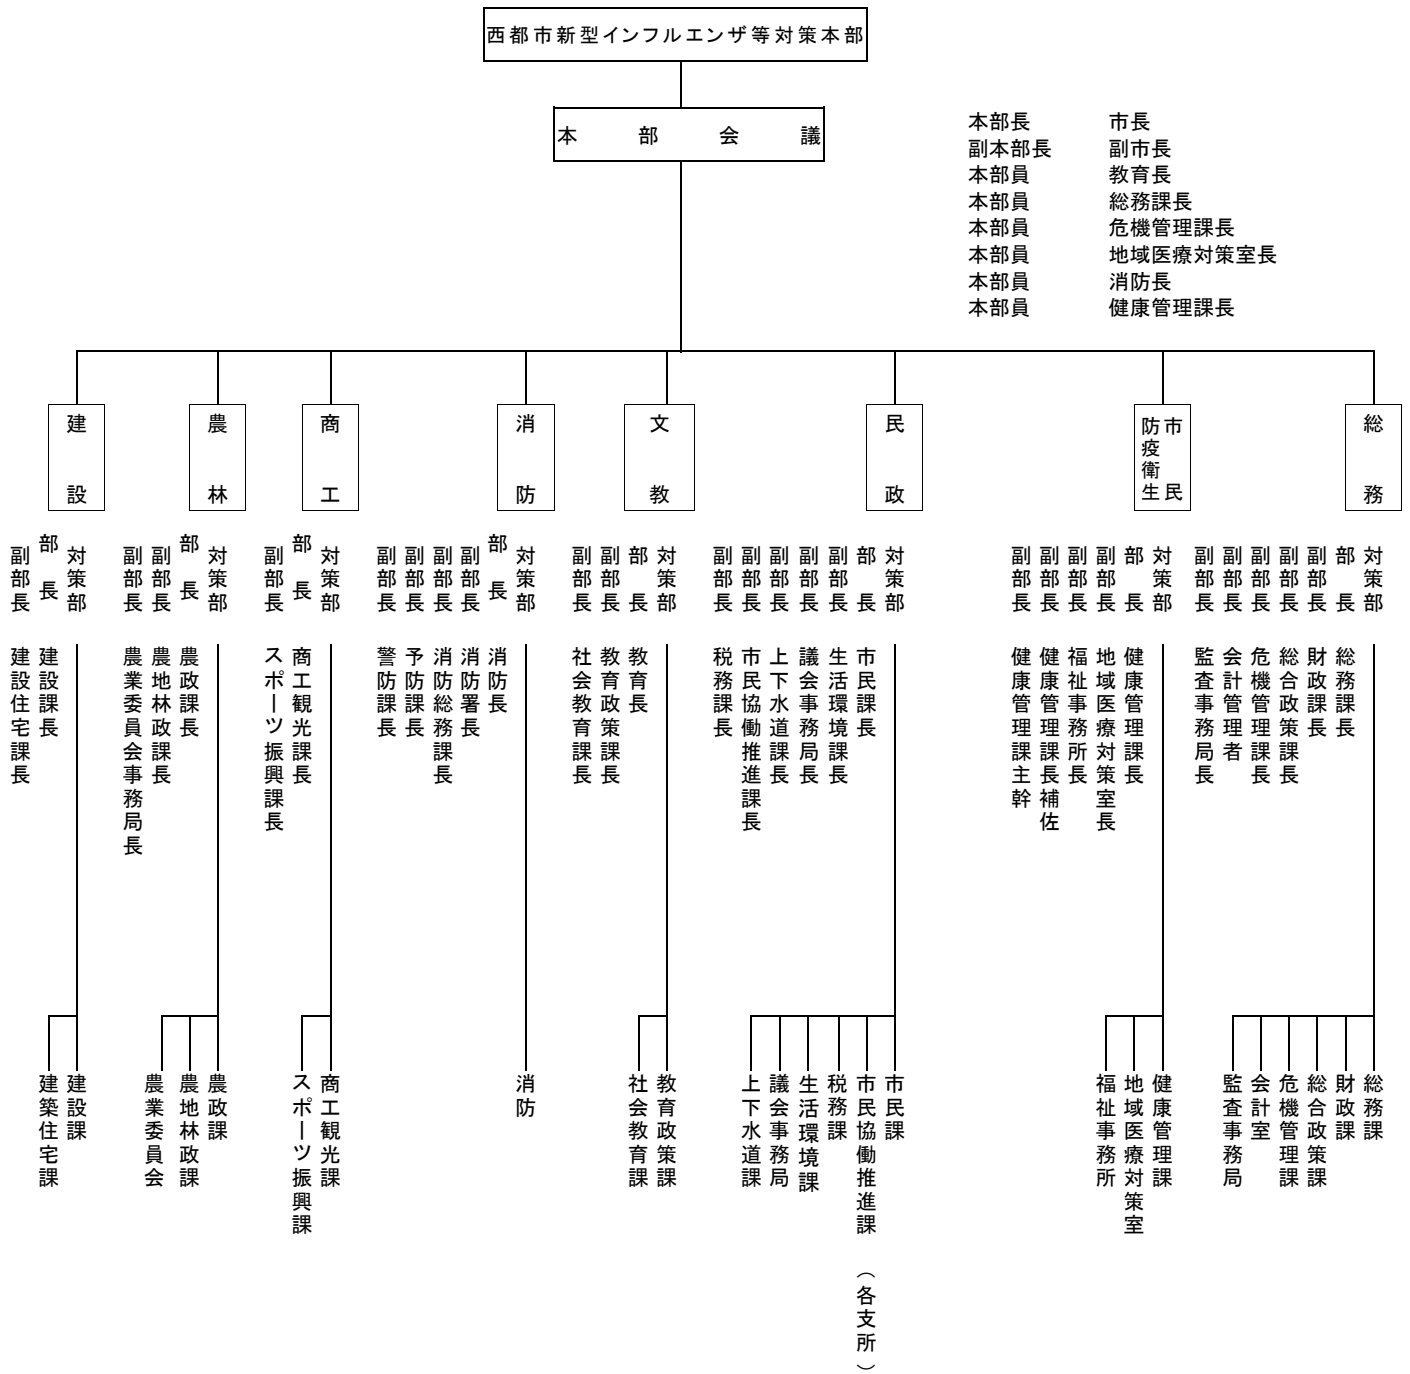 西都市新型インフルエンザ等対策本部
本部会議
本部長 市長
副本部長 副市長
本部員 教育長
本部員 総務課長
本部員 危機管理課長
本部員 地域医療対策室長
本部員 消防長
本部員 健康管理課長
総務
対策部
部長 総務課長
副部長 財政課長
副部長 総合政策課長
副部長 危機管理課長
副部長 会計管理者
副部長 監査事務局長
総務課
財政課
総合政策課
危機管理課
会計室
監査事務局
市民
防疫衛生
対策部
部長 健康管理課長
副部長 地域医療対策室長
副部長 福祉事務所長
副部長 健康管理課長補佐
副部長 健康管理課主幹
健康管理課
地域医療対策室
福祉事務所
民政
対策部
部長 市民課長
副部長 生活環境課長
副部長 議会事務局長
副部長 上下水道課長
副部長 市民協働推進課長
副部長 税務課長
市民課
市民協働推進課(各支所)
税務課
生活環境課
議会事務局
上下水道課
文教
対策部
部長 教育長
副部長 教育政策課長
副部長 社会教育課長
教育政策課
社会教育課
消防
対策部
部長 消防長
副部長 消防署長
副部長 消防総務課長
副部長 予防課長
副部長 警防課長
消防
商工
対策部
部長 商工観光課長
副部長 スポーツ振興課長
商工観光課
スポーツ振興課
農林
対策部
部長 農政課長
副部長 農地林政課長
副部長 農業委員会事務局長
農政課
農地林政課
農業委員会
建設
対策部
部長 建設課長
副部長 建設住宅課長
建設課
建築住宅課